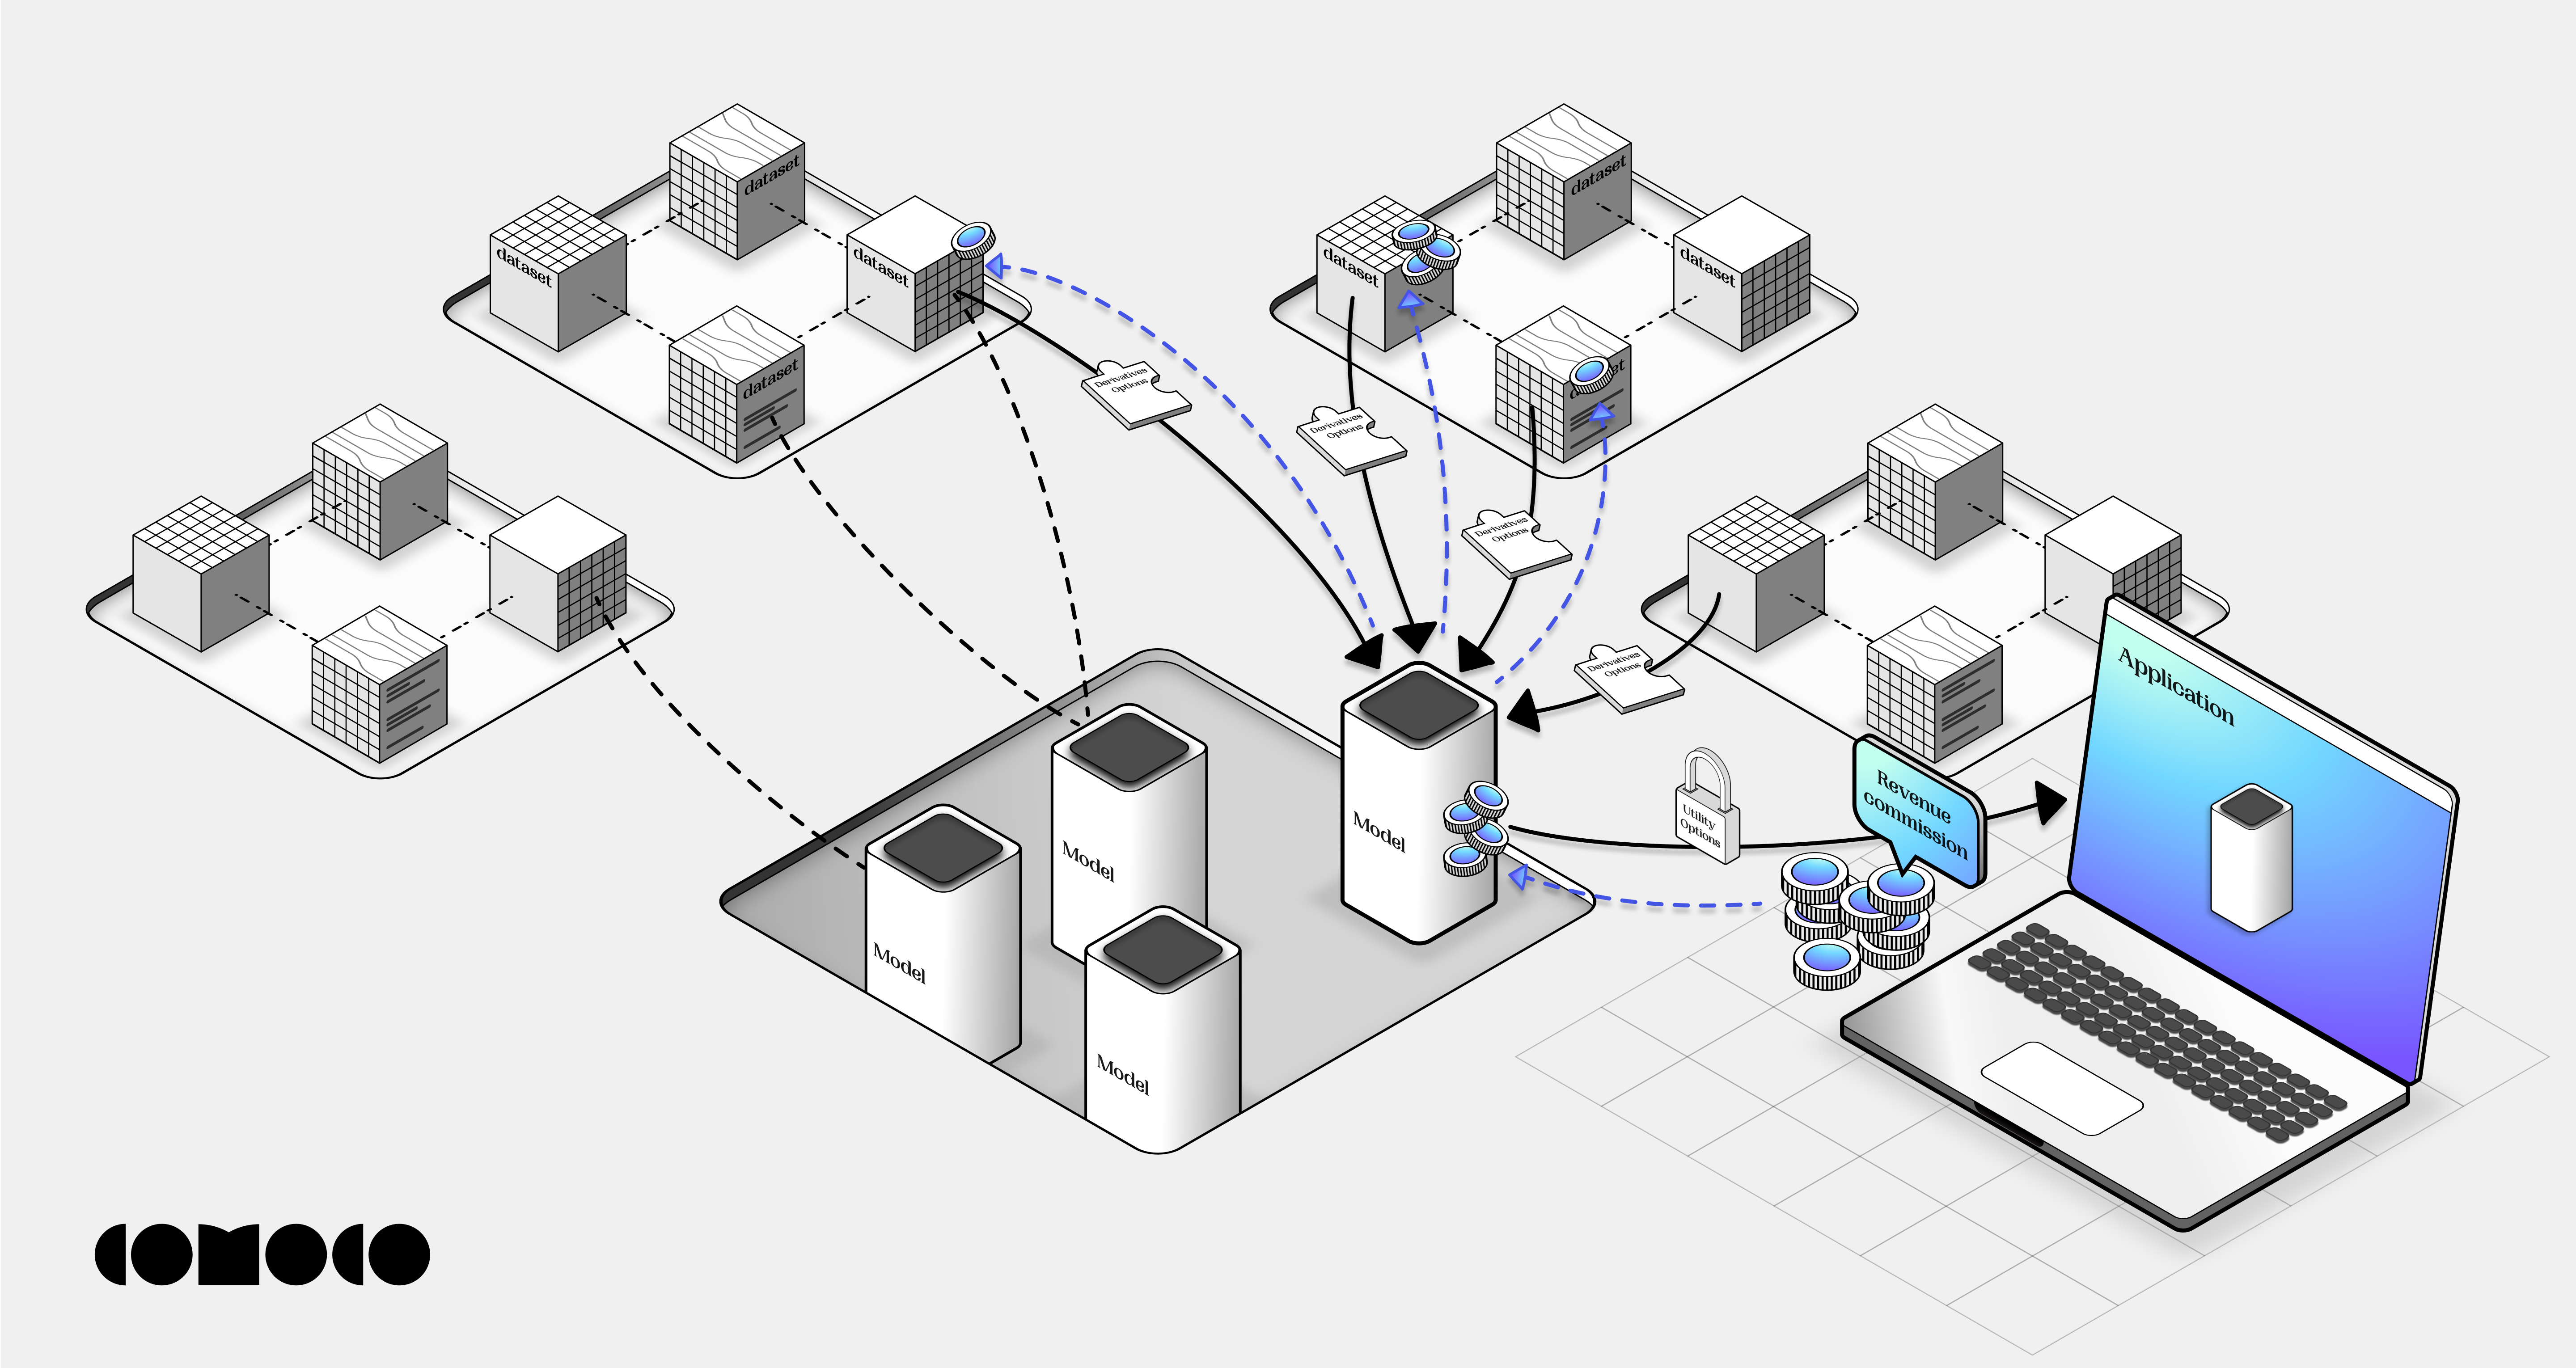 dataset
dataset
dataset
dataset
dataset
dataset
dataset
Derivatives
Options
Derivatives
Options
Derivatives
Options
Derivatives
Options
Application
Revenue
commission
Utility
Options
Model
Model
Model
Model
COMOCO